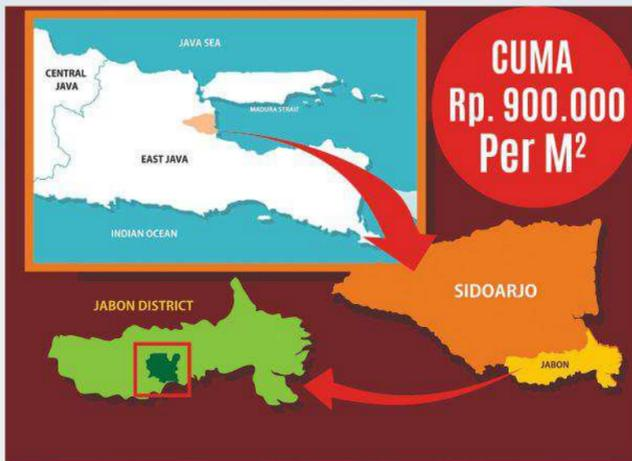 JAVA SEA
CENTRAL
JAVA
MADURA STRAIT
EAST JAVA
INDIAN OCEAN
CUMA
Rp. 900.000
Per M²
SIDOARJO
JABON DISTRICT
JABON